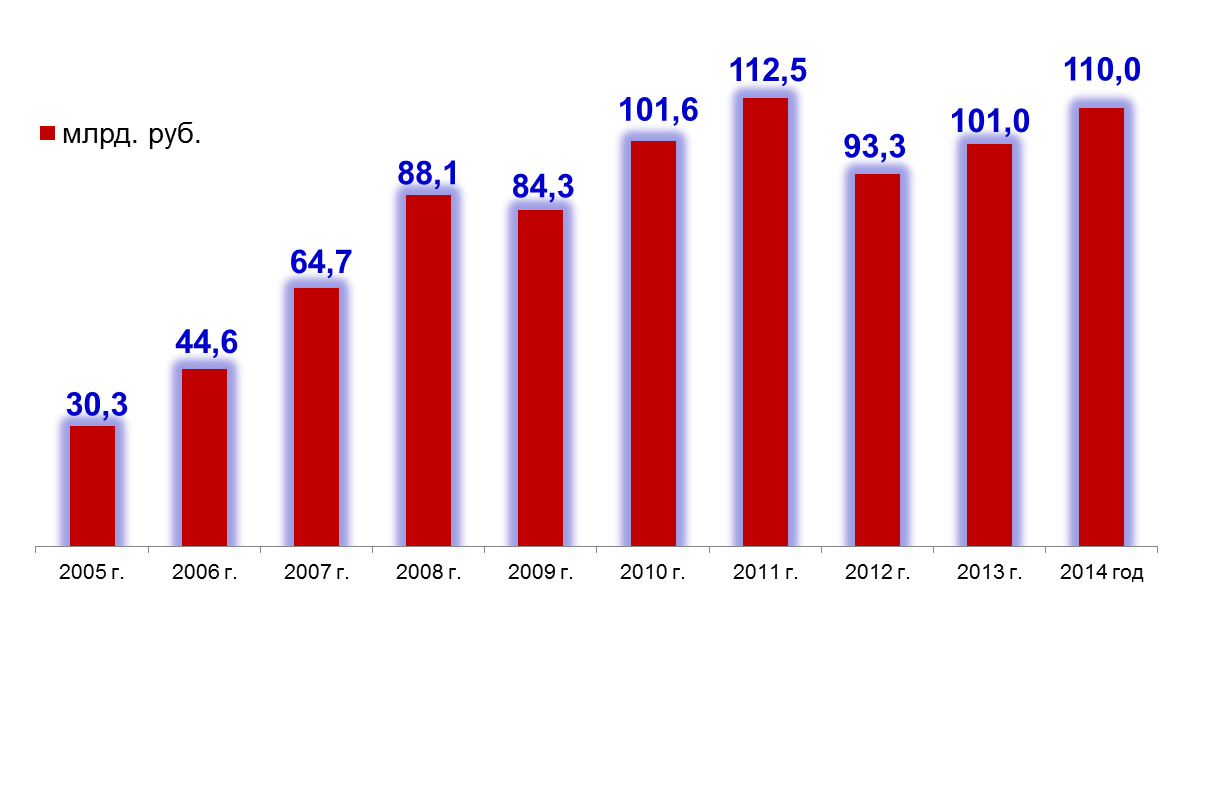 млрд. руб.
30,3
44,6
64,7
88,1
84,3
101,6
112,5
93,3
101,0
110,0
2005 г.
2006 г.
2007 г.
2008 г.
2009 г.
2010 г.
2011 г.
2012 г.
2013 г.
2014 год